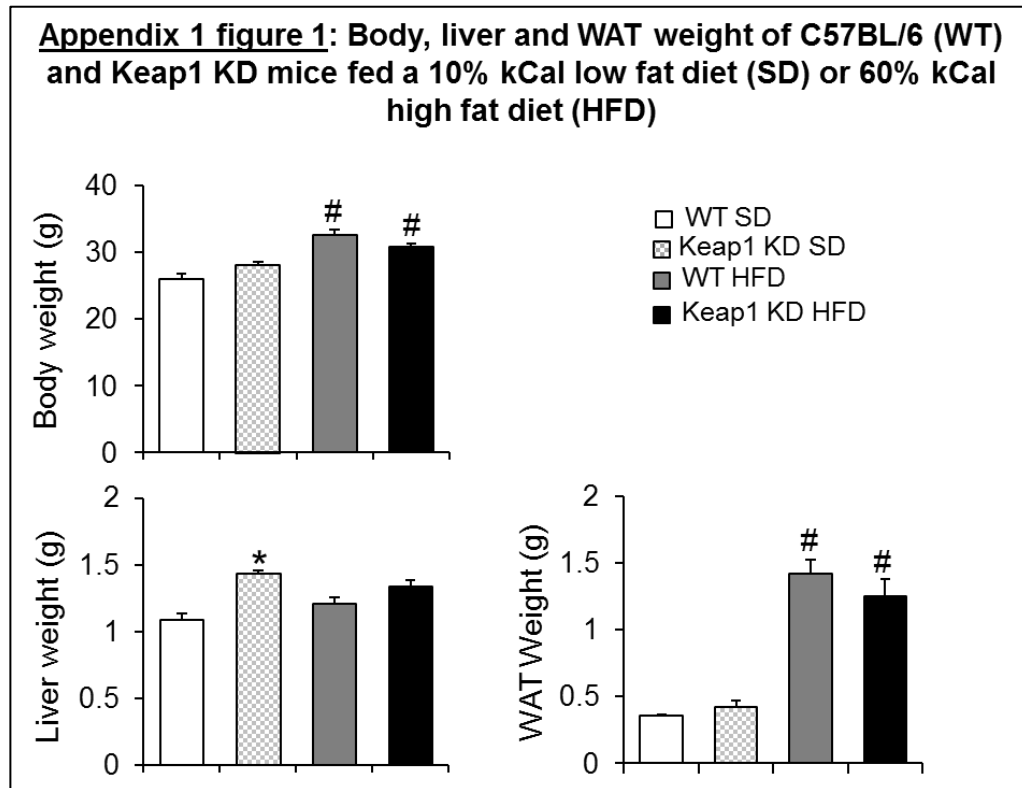 Appendix 1 figure 1: Body, liver and WAT weight of C57BL/6 (WT)
and Keap1 KD mice fed a 10% kCal low fat diet (SD) or 60% kCal
high fat diet (HFD)
Body weight (g)
40
30
20
10
0
#
#
WT SD
Keap1 KD SD
WT HFD
Keap1 KD HFD
Liver weight (g)
2
1.5
1
0.5
0
*
WAT Weight (g)
2
1.5
1
0.5
0
#
#